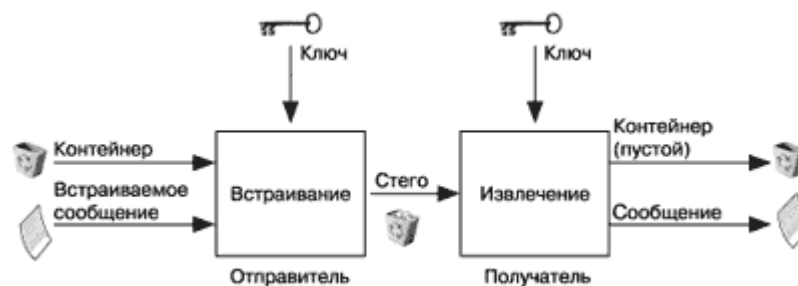 Ключ
Ключ
Контейнер
Встраиваемое
сообщение
Встраивание
Стего
Извлечение
Контейнер
(пустой)
Сообщение
Отправитель
Получатель